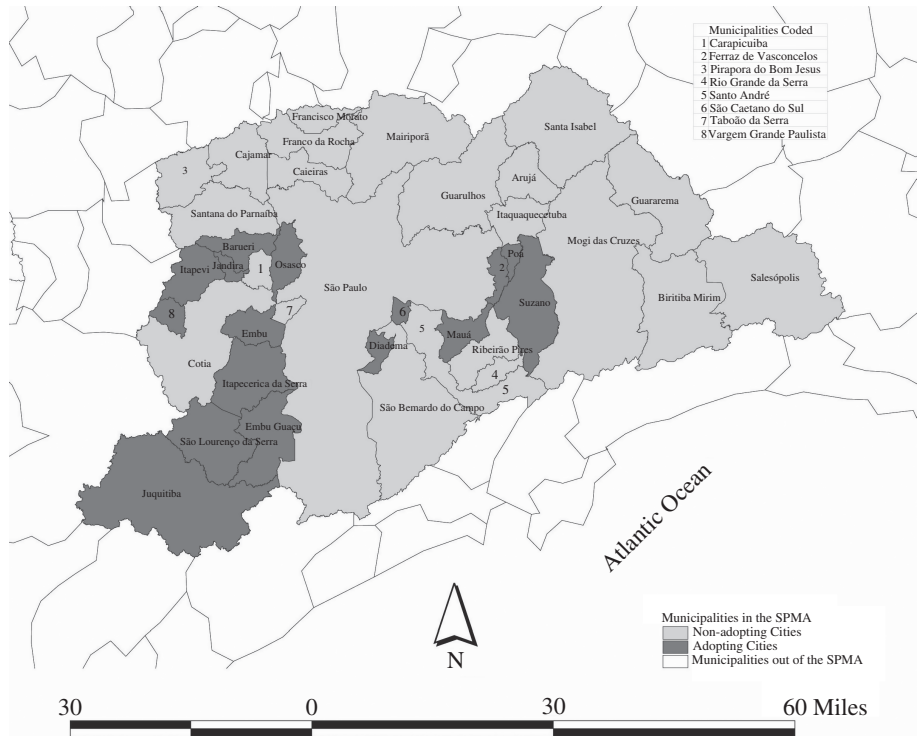 Municipalities Coded
1 Carapicuiba
2 Ferraz de Vasconcelos
3 Pirapora do Bom Jesus
4 Rio Grande da Serra
5 Santo André
6 São Caetano do Sul
7 Taboão da Serra
8 Vargem Grande Paulista
Francisco Morato
Mairiporã
Santa Isabel
Franco da Rocha
Cajamar
3
Caieiras
Arujá
Guarulhos
Guararema
Santana do Parnaíba
Itaquaquecetuba
Mogi das Cruzes
Barueri
Poá
Itapevi
Jandira
1
Osasco
2
Salesópolis
São Paulo
Biritiba Mirim
Suzano
8
7
6
5
Embu
Mauá
Diadema
Ribeirão Pires
Cotia
4
Itapecerica da Serra
5
São Bernardo do Campo
Embu Guaçu
São Lourenço da Serra
Juquitiba
Atlantic Ocean
N
Municipalities in the SPMA
Non-adopting Cities
Adopting Cities
Municipalities out of the SPMA
30 0 30 60 Miles